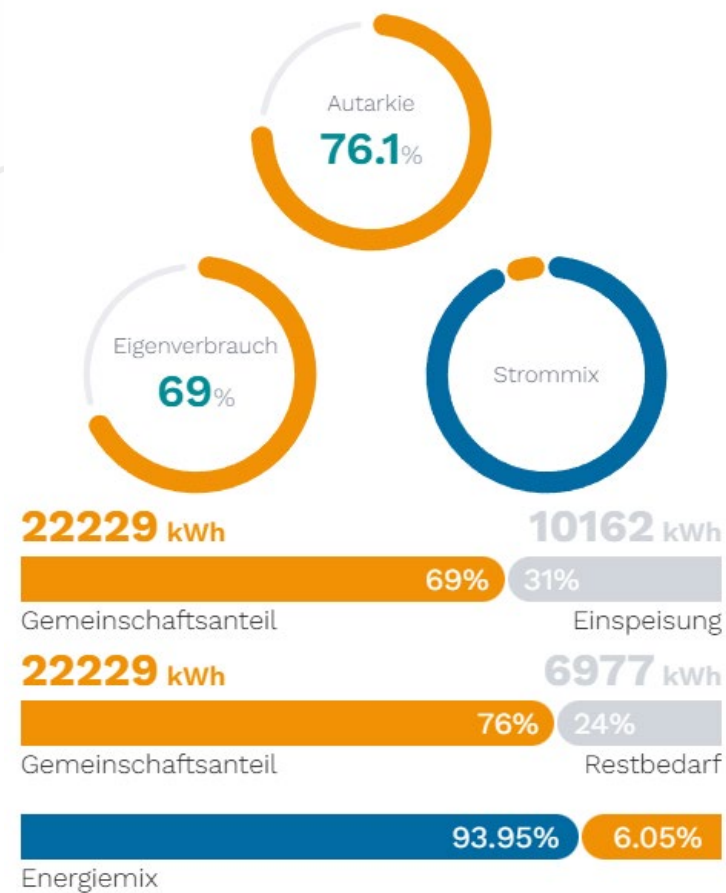 Autarkie
76.1%
Eigenverbrauch
69%
Strommix
22229 kWh 10162 kWh
69% 31%
Gemeinschaftsanteil Einspeisung
22229 kWh 6977 kWh
76% 24%
Gemeinschaftsanteil Restbedarf
93.95% 6.05%
Energiemix